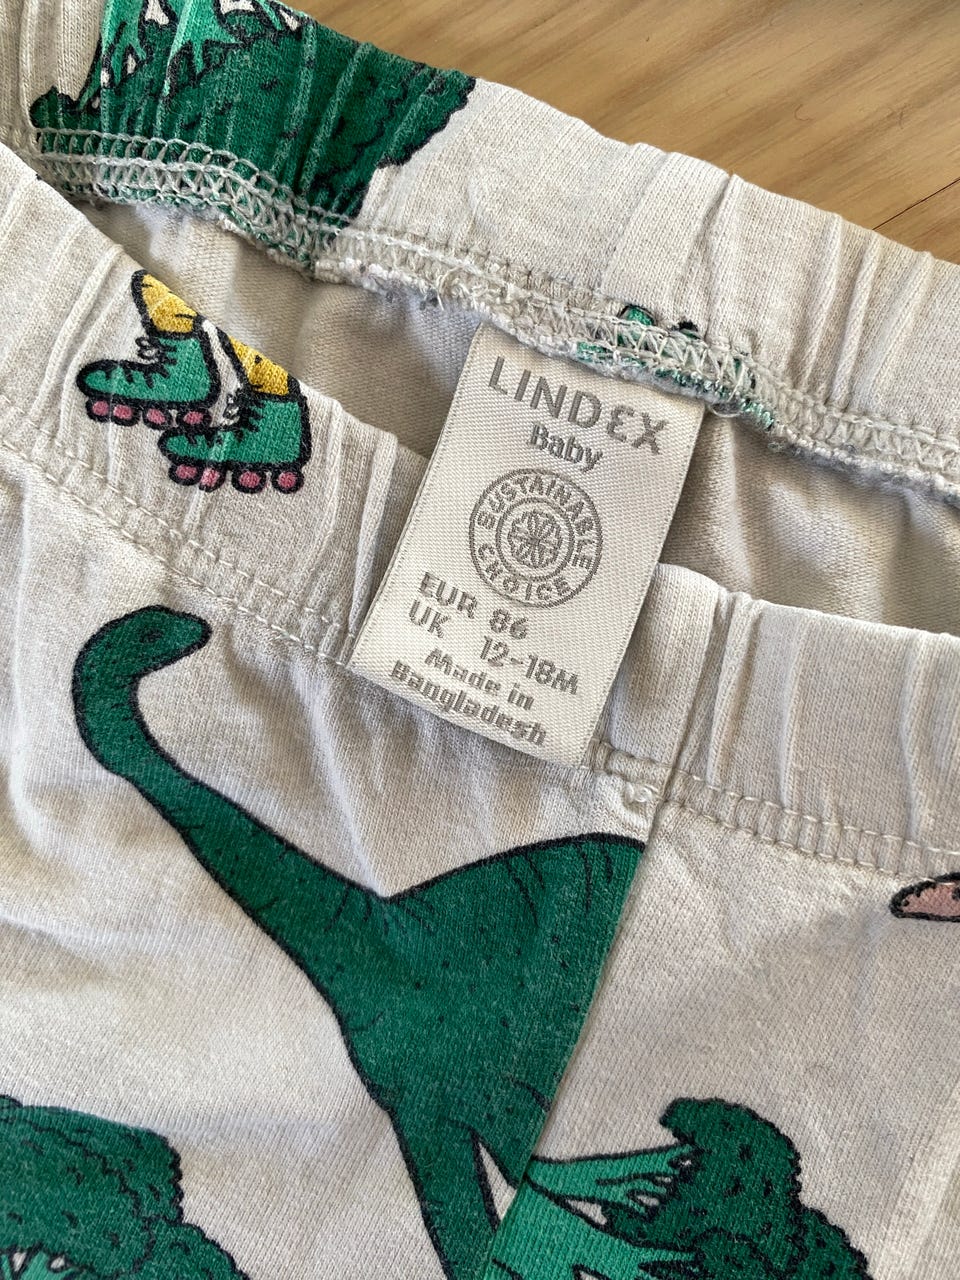 LINDEX
Baby
SUSTAINABLE
CHOICE
EUR 86
UK 12-18M
Made in
Bangladesh